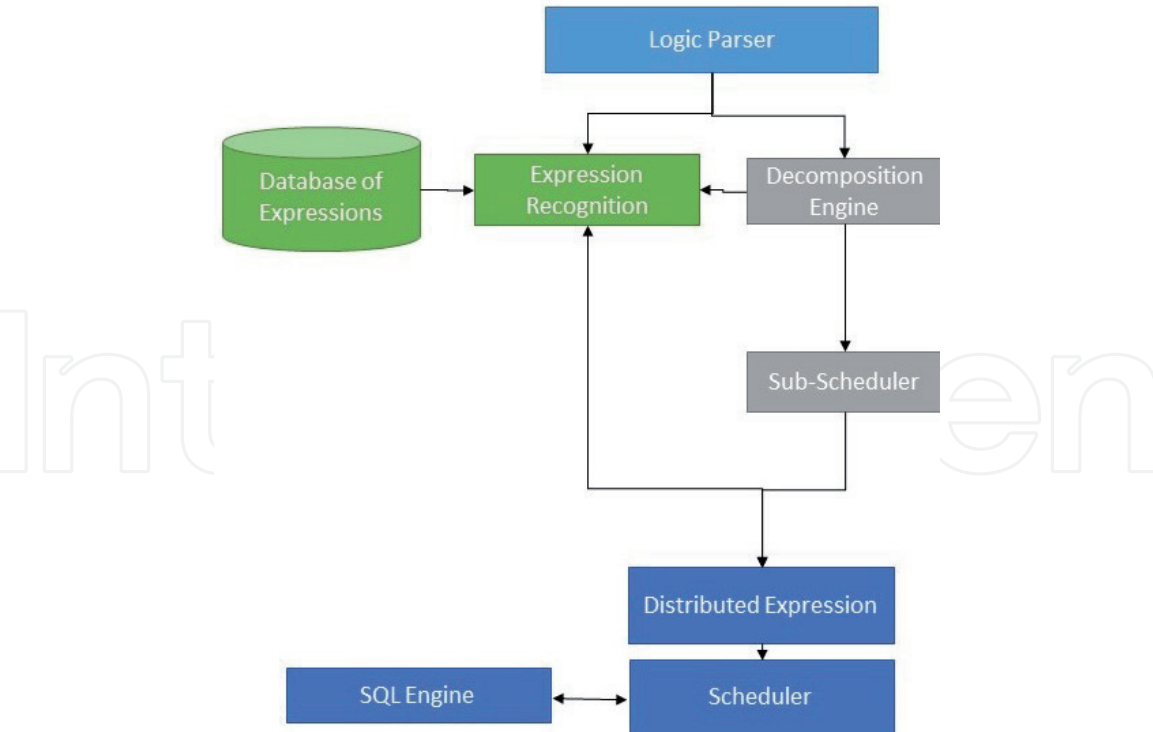 Logic Parser
Database of
Expressions
Expression
Recognition
Decomposition
Engine
Sub-Scheduler
Distributed Expression
SQL Engine
Scheduler